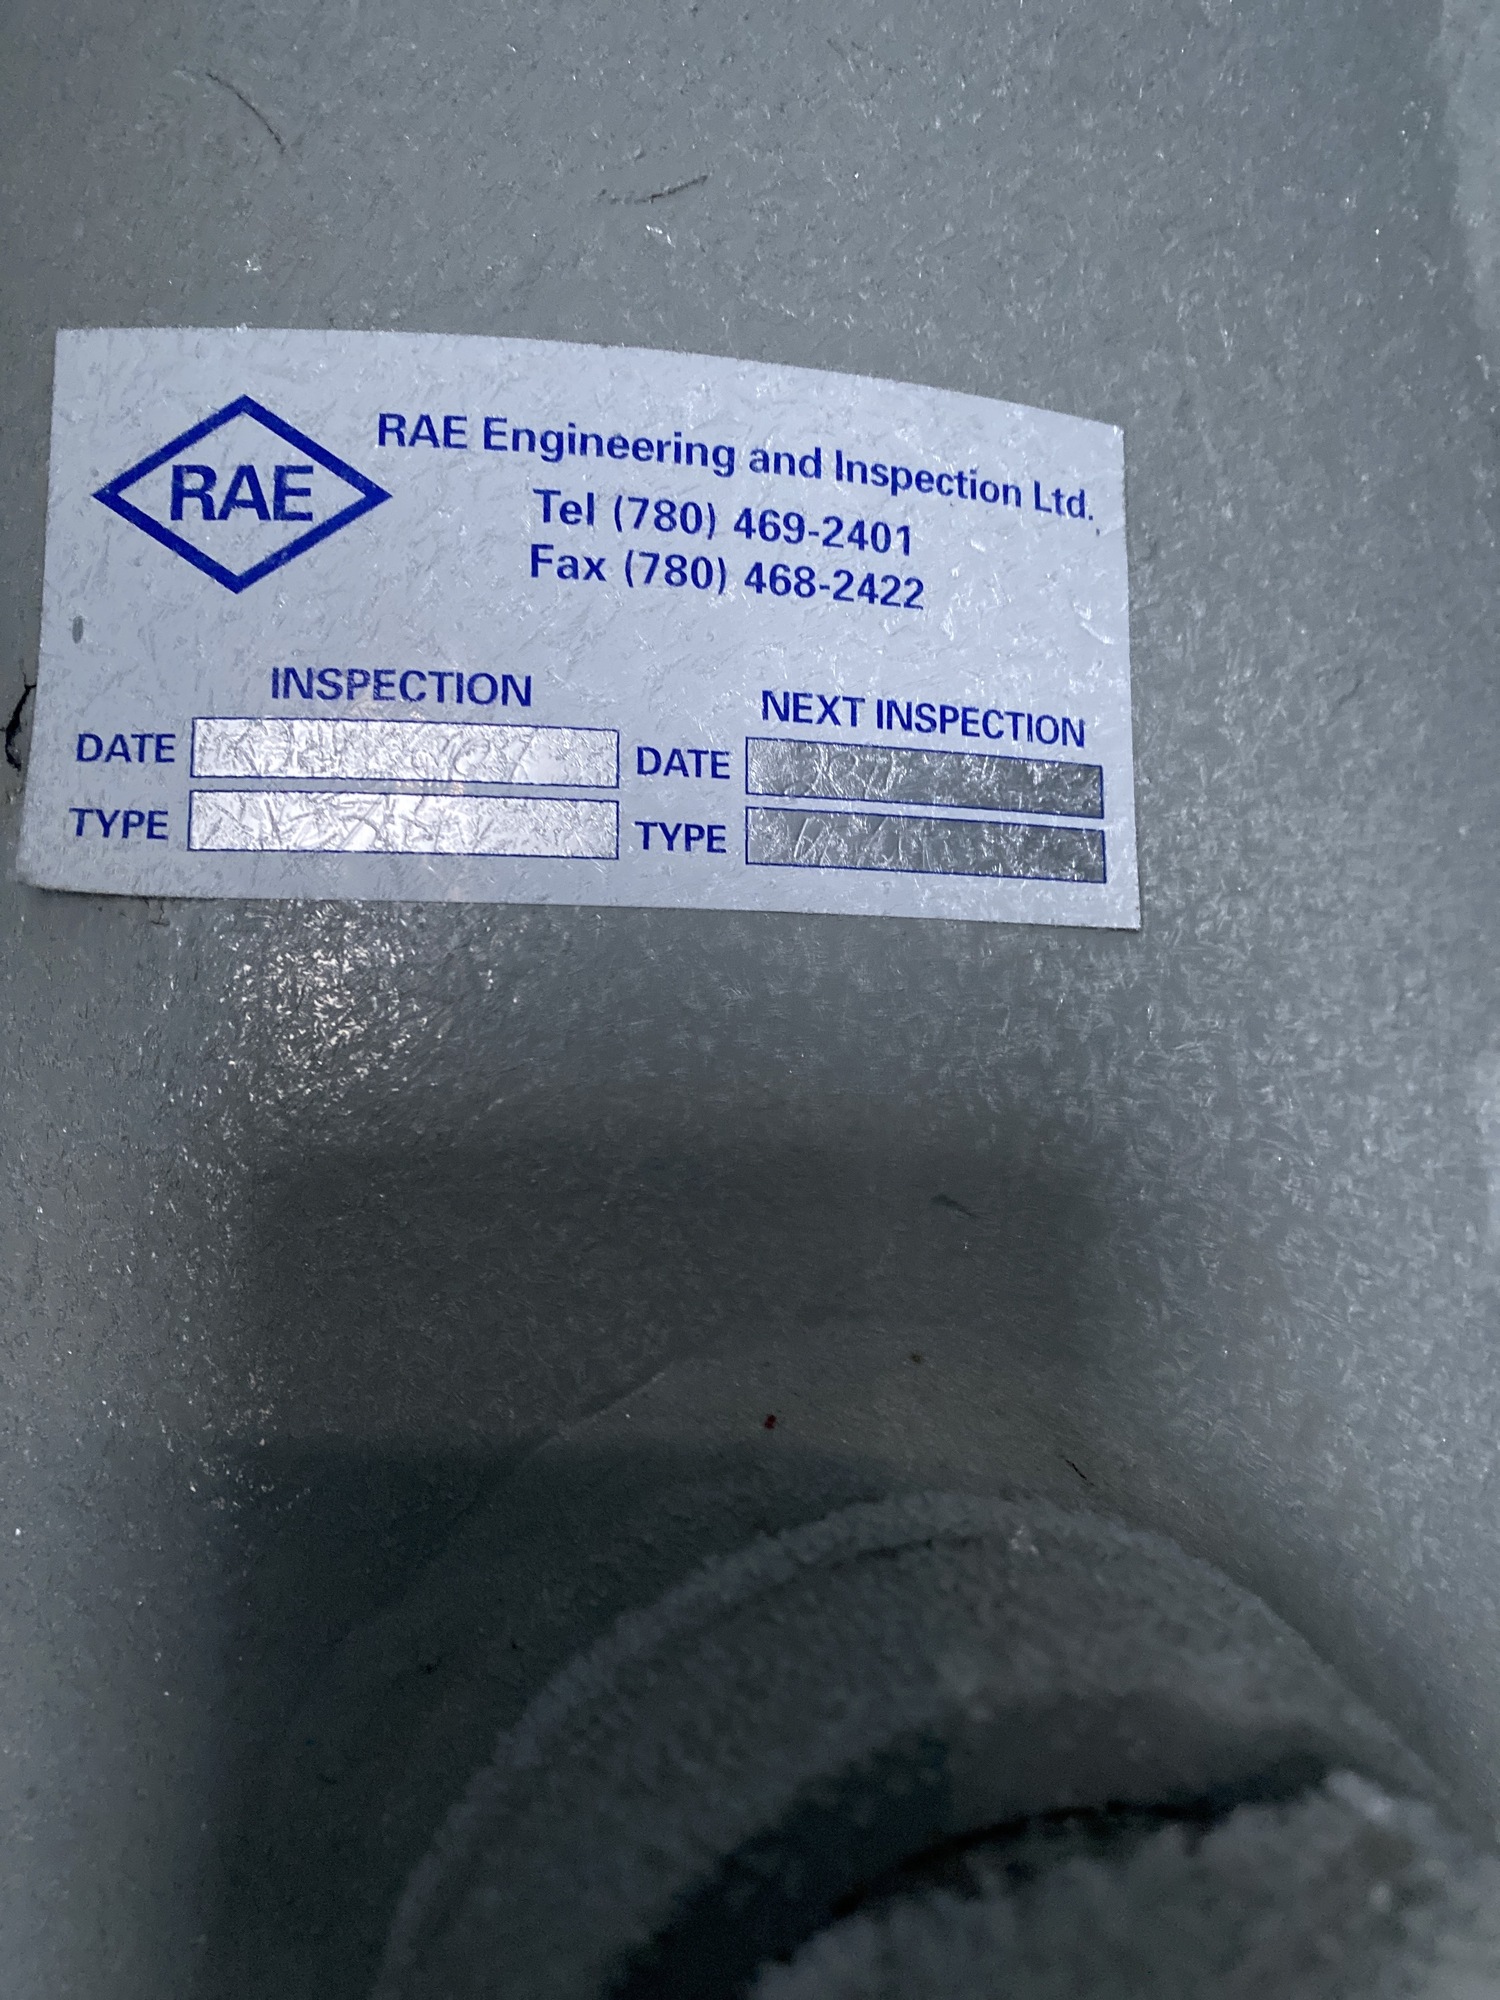 RAE
RAE Engineering and Inspection Ltd.
Tel (780) 469-2401
Fax (780) 468-2422
INSPECTION
NEXT INSPECTION
DATE
DATE
TYPE
TYPE